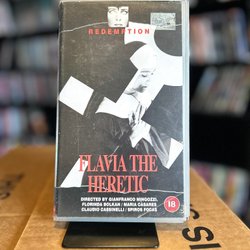 REDEMPTION
FLAVIA THE
HERETIC
DIRECTED BY GIANFRANCO MINGOZZI.
FLORINDA BOLKAN / MARIA CASARES
CLAUDIO CASSINELLI / SPIROS FOCAS
18